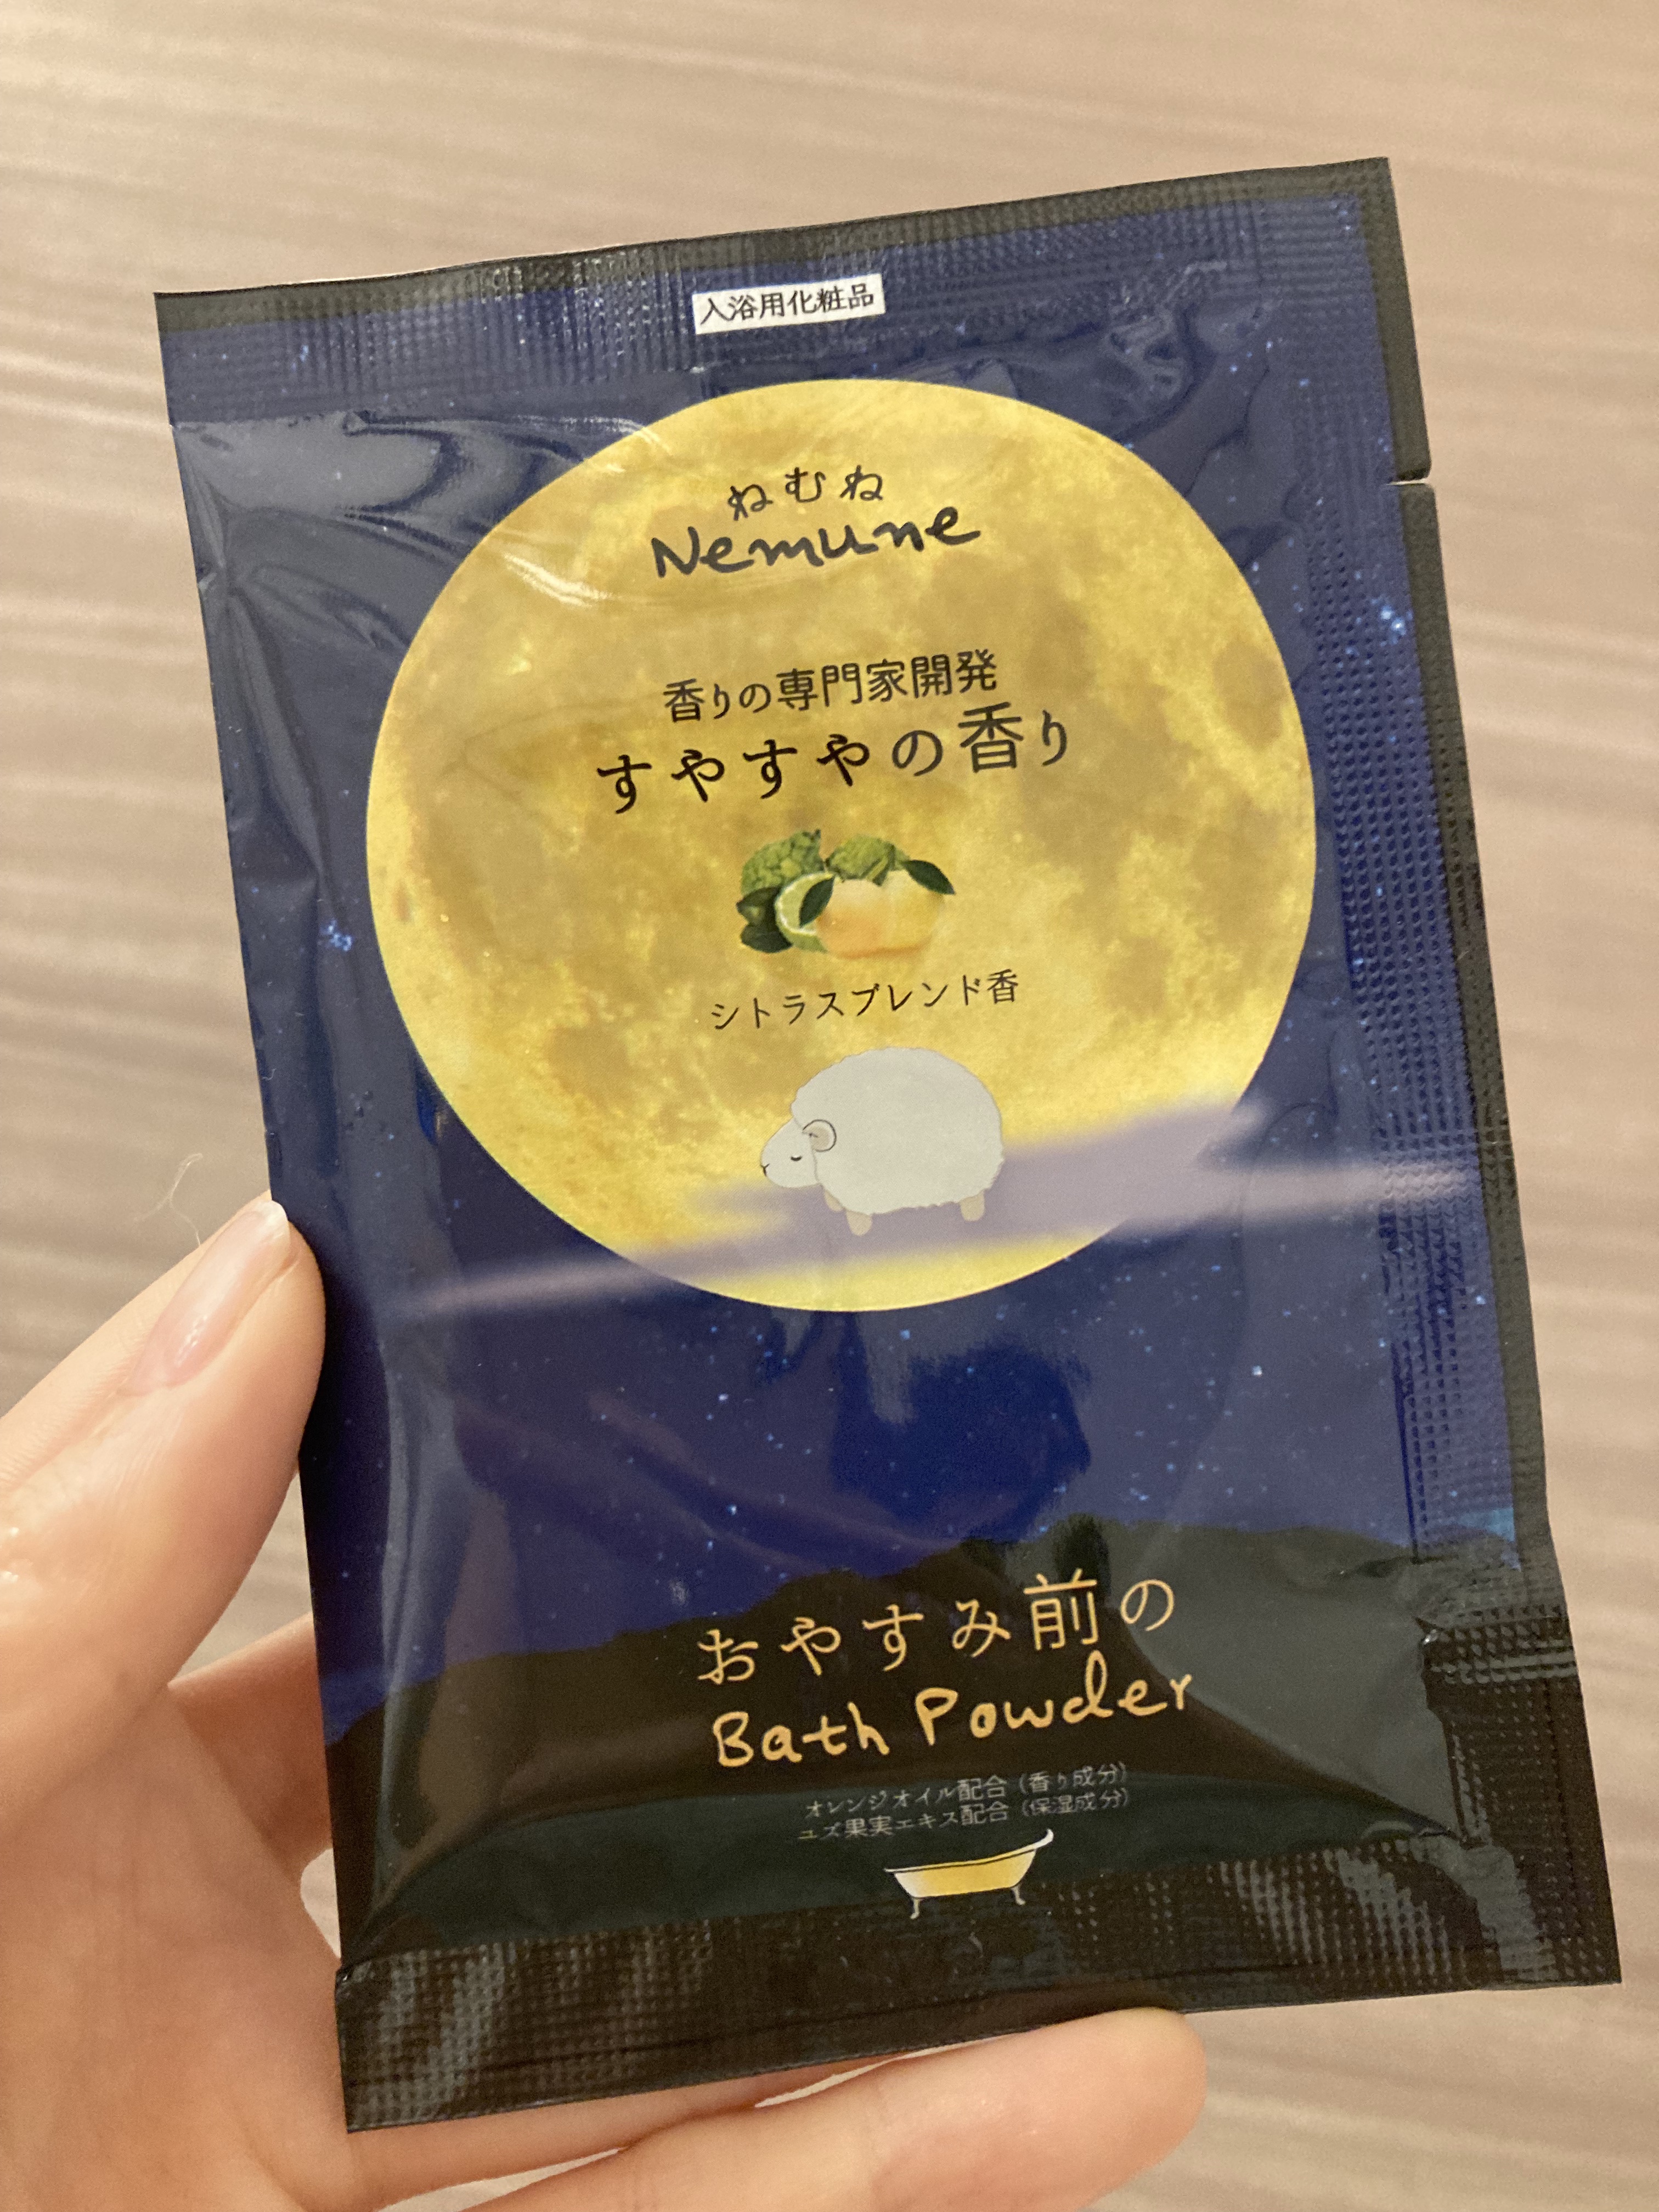 入浴用化粧品
ねむね
Nemune
香りの専門家開発
すやすやの香り
シトラスブレンド香
おやすみ前の
Bath Powder
オレンジオイル配合（香り成分）
ユズ果実エキス配合（保湿成分）